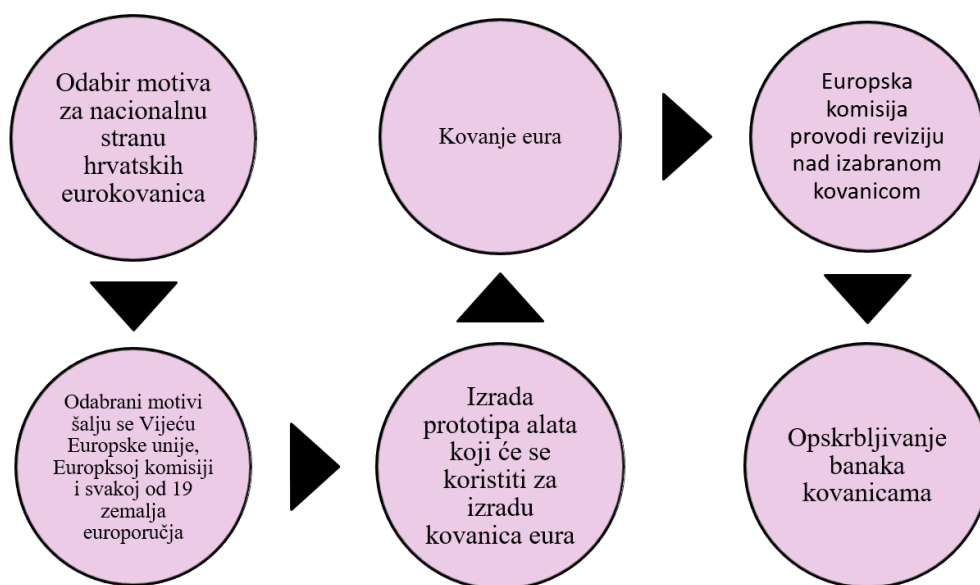 Odabir motiva
za nacionalnu
stranu
hrvatskih
eurokovanica
Odabrani motivi
šalju se Vijeću
Europske unije,
Europksoj komisiji
i svakoj od 19
zemalja
europoručja
Izrada
prototipa alata
koji će se
koristiti za
izradu
kovanica eura
Kovanje eura
Europska
komisija
provodi reviziju
nad izabranom
kovanicom
Opskrbljivanje
banaka
kovanicama